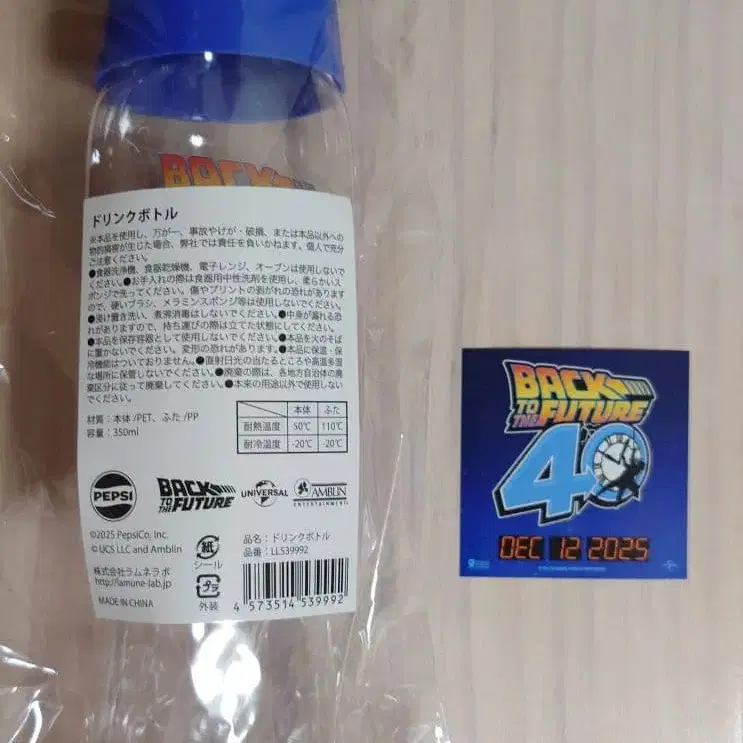 BACK
ドリンクボトル
※本品を使用し、万が一、事故やけが・破損、または本品以外への
物的損害が生じた場合、弊社では責任を負いかねます。個人で充分
ご注意ください。
●食器洗浄機、食器乾燥機、電子レンジ、オーブンは使用しないで
ください。●お手入れの際は食器用中性洗剤を使用し、柔らかいス
ポンジで洗ってください。傷やプリントの剥がれの恐れがあります
ので、硬いブラシ、メラミンスポンジ等は使用しないでください。
●浸け置き洗い、煮沸消毒はしないでください。●中身が漏れる恐
れがありますので、持ち運びの際は立てた状態にしてください。
●本品を保存容器として使用しないでください。●本品を火のそば
に置かないでください。変形の恐れがあります。●本品に保温・保
冷機能はついておりません。●直射日光の当たるところや高温多湿
な場所に保管しないでください。●廃棄の際は、各地方自治体の廃
棄区分に従って廃棄してください。●本来の用途以外で使用しない
でください。
材質：本体/PET、ふた/PP
容量：350ml
本体 ふた
耐熱温度 50℃ 110℃
耐冷温度 -20℃ -20℃
PEPSI
BACK
TO THE FUTURE
UNIVERSAL
AMBLIN
ENTERTAINMENT
©2025 PepsiCo, Inc.
© UCS LLC and Amblin
株式会社ラムネラボ
http://lamune-lab.jp/
MADE IN CHINA
紙
シール
プラ
外装
品名：ドリンクボトル
品番：LL539992
4 573514 539992
BACK
TO THE FUTURE
40
DEC 12 2025